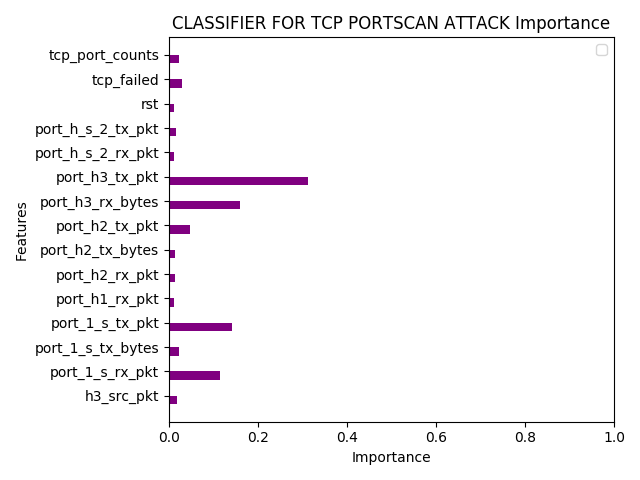 CLASSIFIER FOR TCP PORTSCAN ATTACK Importance
tcp_port_counts
tcp_failed
rst
port_h_s_2_tx_pkt
port_h_s_2_rx_pkt
port_h3_tx_pkt
port_h3_rx_bytes
port_h2_tx_pkt
port_h2_tx_bytes
port_h2_rx_pkt
port_h1_rx_pkt
port_1_s_tx_pkt
port_1_s_tx_bytes
port_1_s_rx_pkt
h3_src_pkt
Features
0.0 0.2 0.4 0.6 0.8 1.0
Importance